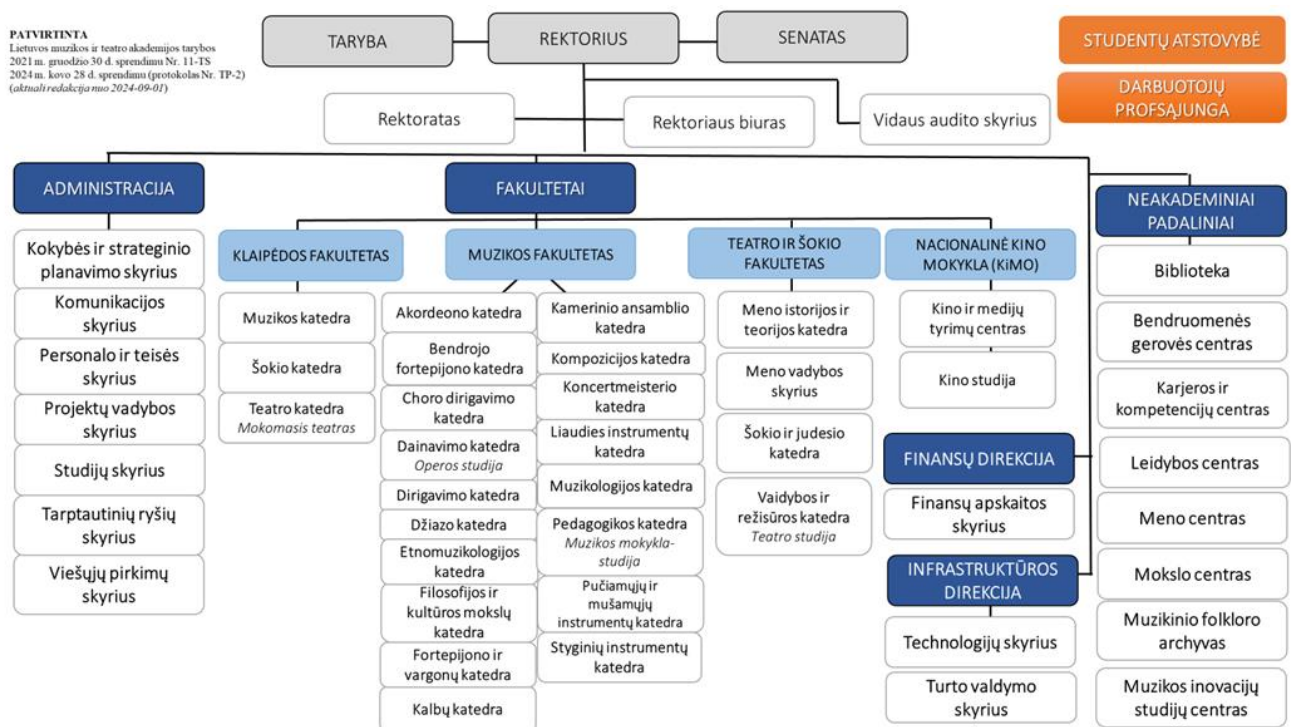 PATVIRTINTA
Lietuvos muzikos ir teatro akademijos tarybos
2021 m. gruodžio 30 d. sprendimu Nr. 11-TS
2024 m. kovo 28 d. sprendimu (protokolas Nr. TP-2)
(aktuali redakcija nuo 2024-09-01)
TARYBA
REKTORIUS
SENATAS
STUDENTŲ ATSTOVYBĖ
DARBUOTOJŲ
PROFSĄJUNGA
Rektoratas
Rektoriaus biuras
Vidaus audito skyrius
ADMINISTRACIJA
Kokybės ir strateginio
planavimo skyrius
Komunikacijos
skyrius
Personalo ir teisės
skyrius
Projektų vadybos
skyrius
Studijų skyrius
Tarptautinių ryšių
skyrius
Viešųjų pirkimų
skyrius
FAKULTETAI
KLAIPĖDOS FAKULTETAS
Muzikos katedra
Šokio katedra
Teatro katedra
Mokomasis teatras
MUZIKOS FAKULTETAS
Akordeono katedra
Bendrojo
fortepijono katedra
Choro dirigavimo
katedra
Dainavimo katedra
Operos studija
Dirigavimo katedra
Džiazo katedra
Etnomuzikologijos
katedra
Filosofijos ir
kultūros mokslų
katedra
Fortepijono ir
vargonų katedra
Kalbų katedra
Kamerinio ansamblio
katedra
Kompozicijos katedra
Koncertmeisterio
katedra
Liaudies instrumentų
katedra
Muzikologijos katedra
Pedagogikos katedra
Muzikos mokykla-
studija
Pučiamųjų ir
mušamųjų
instrumentų katedra
Styginių instrumentų
katedra
TEATRO IR ŠOKIO
FAKULTETAS
Meno istorijos ir
teorijos katedra
Meno vadybos
skyrius
Šokio ir judesio
katedra
Vaidybos ir
režisūros katedra
Teatro studija
NACIONALINĖ KINO
MOKYKLA (KiMO)
Kino ir medijų
tyrimų centras
Kino studija
FINANSŲ DIREKCIJA
Finansų apskaitos
skyrius
INFRASTRUKTŪROS
DIREKCIJA
Technologijų skyrius
Turto valdymo
skyrius
NEAKADEMINIAI
PADALINIAI
Biblioteka
Bendruomenės
gerovės centras
Karjeros ir
kompetencijų centras
Leidybos centras
Meno centras
Mokslo centras
Muzikinio folkloro
archyvas
Muzikos inovacijų
studijų centras